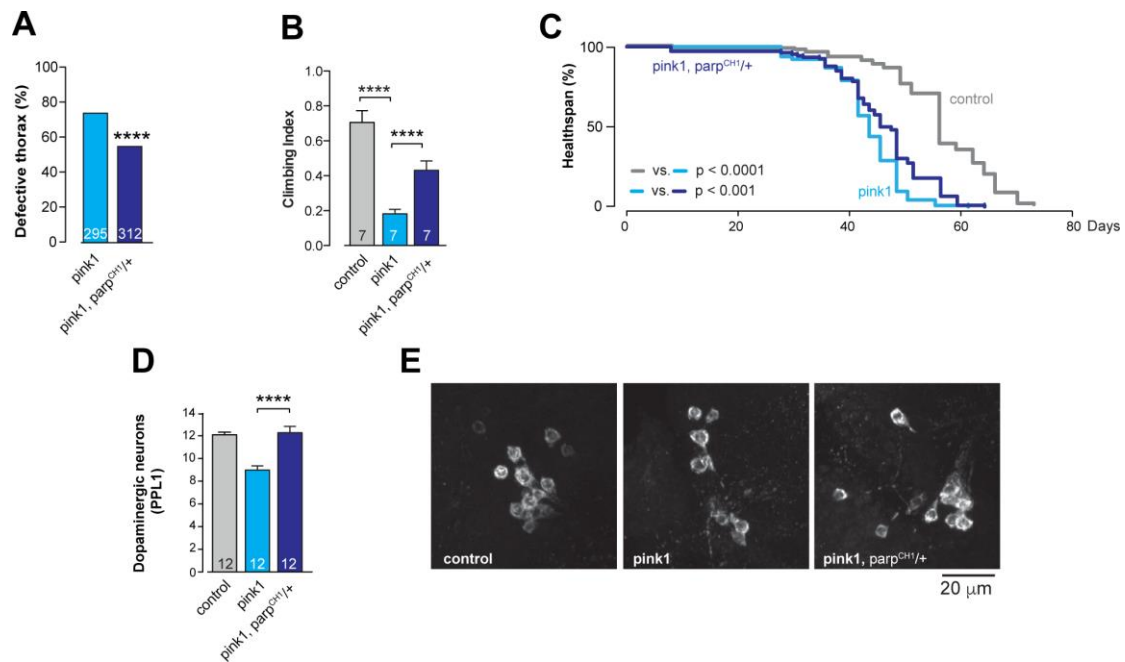 A
Defective thorax (%)
100
80
60
40
20
0
****
295
312
pink1
pink1, parpᶜᴴ¹/+
B
Climbing Index
1.0
0.8
0.6
0.4
0.2
0.0
****
****
7
7
7
control
pink1
pink1, parpᶜᴴ¹/+
C
Healthspan (%)
100
50
0
pink1, parpᶜᴴ¹/+
control
vs. p < 0.0001
vs. p < 0.001
pink1
0 20 40 60 80 Days
D
Dopaminergic neurons
(PPL1)
14
12
10
8
6
4
2
0
****
12
12
12
control
pink1
pink1, parpᶜᴴ¹/+
E
control
pink1
pink1, parpᶜᴴ¹/+
20 μm